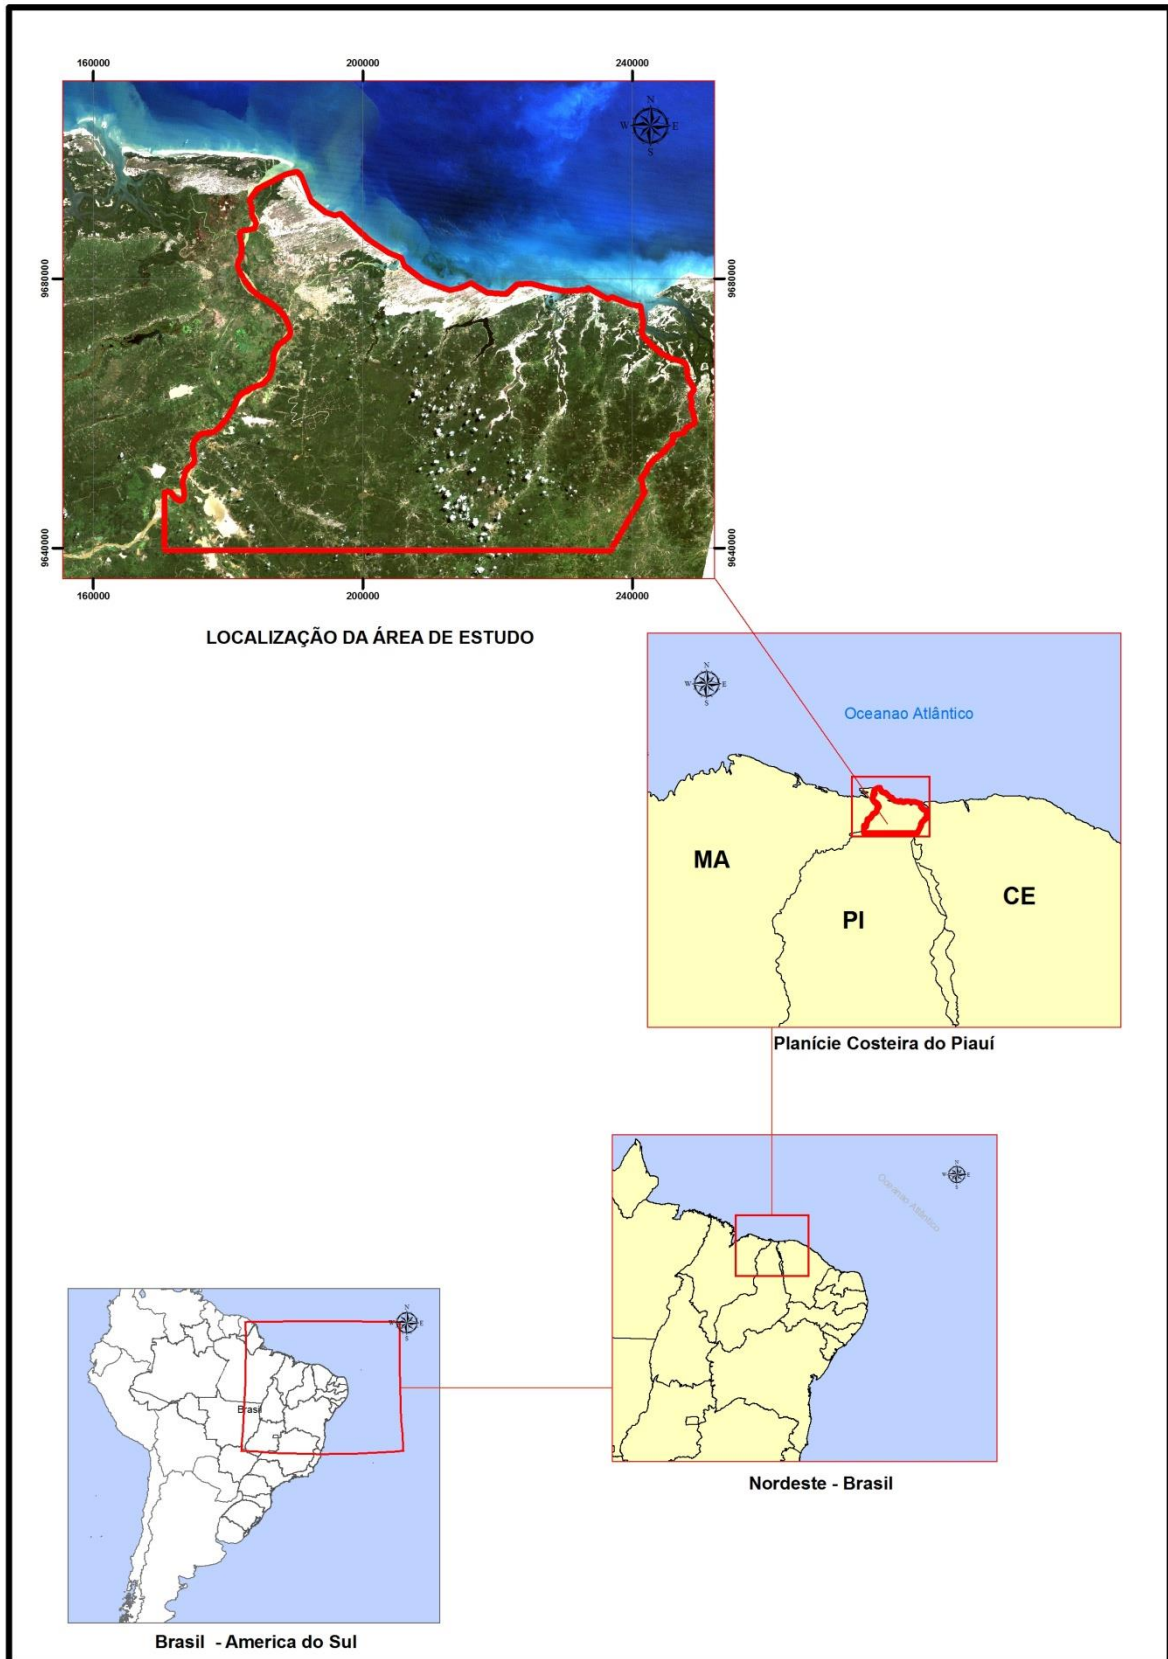 160000
200000
240000
N
W E
S
9680000
9680000
9640000
9640000
160000
200000
240000
LOCALIZAÇÃO DA ÁREA DE ESTUDO
N
W E
S
Oceanao Atlântico
MA
PI
CE
Planície Costeira do Piauí
N
W E
S
Oceanao Atlântico
Nordeste - Brasil
N
W E
S
Brasil
Brasil - America do Sul